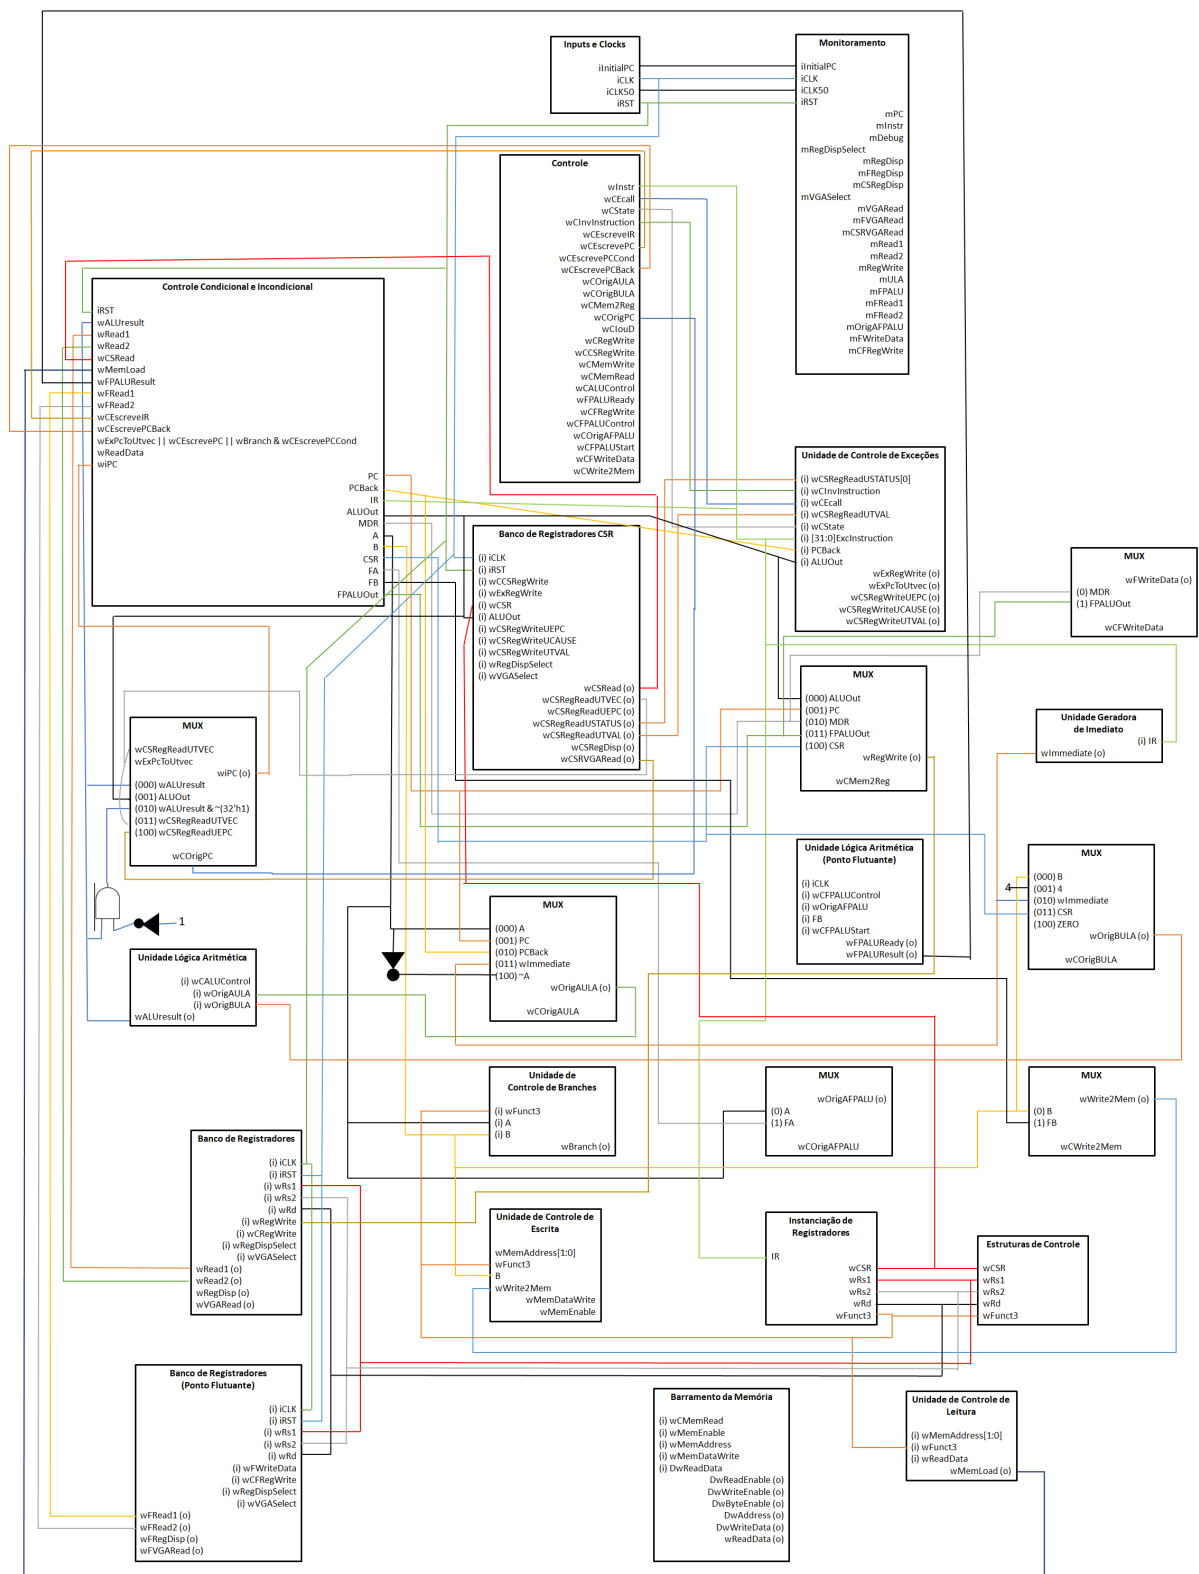 Inputs e Clocks
iInitialPC
iCLK
iCLK50
iRST
Monitoramento
iInitialPC
iCLK
iCLK50
iRST
mPC
mInstr
mDebug
mRegDispSelect
mRegDisp
mFRegDisp
mCSRegDisp
mVGASelect
mVGARead
mFVGARead
mCSRVGARead
mRead1
mRead2
mRegWrite
mULA
mFPALU
mFRead1
mFRead2
mOrigAFPALU
mFWriteData
mCFRegWrite
Controle
wInstr
wCEcall
wCState
wCInvInstruction
wCEscreveIR
wCEscrevePC
wCEscrevePCCond
wCEscrevePCBack
wCOrigAULA
wCOrigBULA
wCMem2Reg
wCOrigPC
wCIouD
wCRegWrite
wCCSRegWrite
wCMemWrite
wCMemRead
wCALUControl
wFPALUReady
wCFRegWrite
wCFPALUControl
wCOrigAFPALU
wCFPALUStart
wCFWriteData
wCWrite2Mem
Controle Condicional e Incondicional
iRST
wALUresult
wRead1
wRead2
wCSRead
wMemLoad
wFPALUResult
wFRead1
wFRead2
wCEscreveIR
wCEscrevePCBack
wExPcToUtvec || wCEscrevePC || wBranch & wCEscrevePCCond
wReadData
wiPC
PC
PCBack
IR
ALUOut
MDR
A
B
CSR
FA
FB
FPALUOut
Unidade de Controle de Exceções
(i) wCSRegReadUSTATUS[0]
(i) wCInvInstruction
(i) wCEcall
(i) wCSRegReadUTVAL
(i) wCState
(i) [31:0]ExcInstruction
(i) PCBack
(i) ALUOut
wExRegWrite (o)
wExPcToUtvec (o)
wCSRegWriteUEPC (o)
wCSRegWriteUCAUSE (o)
wCSRegWriteUTVAL (o)
Banco de Registradores CSR
(i) iCLK
(i) iRST
(i) wCCSRegWrite
(i) wExRegWrite
(i) wCSR
(i) ALUOut
(i) wCSRegWriteUEPC
(i) wCSRegWriteUCAUSE
(i) wCSRegWriteUTVAL
(i) wRegDispSelect
(i) wVGASelect
wCSRead (o)
wCSRegReadUTVEC (o)
wCSRegReadUEPC (o)
wCSRegReadUSTATUS (o)
wCSRegReadUTVAL (o)
wCSRegDisp (o)
wCSRVGARead (o)
MUX
wFWriteData (o)
(0) MDR
(1) FPALUOut
wCFWriteData
MUX
(000) ALUOut
(001) PC
(010) MDR
(011) FPALUOut
(100) CSR
wRegWrite (o)
wCMem2Reg
Unidade Geradora
de Imediato
(i) IR
wImmediate (o)
MUX
wCSRegReadUTVEC
wExPcToUtvec
wiPC (o)
(000) wALUresult
(001) ALUOut
(010) wALUresult & ~(32'h1)
(011) wCSRegReadUTVEC
(100) wCSRegReadUEPC
wCOrigPC
1
Unidade Lógica Aritmética
(Ponto Flutuante)
(i) iCLK
(i) wCFPALUControl
(i) wOrigAFPALU
(i) FB
(i) wCFPALUStart
wFPALUReady (o)
wFPALUResult (o)
MUX
(000) B
4
(001) 4
(010) wImmediate
(011) CSR
(100) ZERO
wOrigBULA (o)
wCOrigBULA
MUX
(000) A
(001) PC
(010) PCBack
(011) wImmediate
(100) ~A
wOrigAULA (o)
wCOrigAULA
Unidade Lógica Aritmética
(i) wCALUControl
(i) wOrigAULA
(i) wOrigBULA
wALUresult (o)
Unidade de
Controle de Branches
(i) wFunct3
(i) A
(i) B
wBranch (o)
MUX
wOrigAFPALU (o)
(0) A
(1) FA
wCOrigAFPALU
MUX
wWrite2Mem (o)
(0) B
(1) FB
wCWrite2Mem
Banco de Registradores
(i) iCLK
(i) iRST
(i) wRs1
(i) wRs2
(i) wRd
(i) wRegWrite
(i) wCRegWrite
(i) wRegDispSelect
(i) wVGASelect
wRead1 (o)
wRead2 (o)
wRegDisp (o)
wVGARead (o)
Unidade de Controle de
Escrita
wMemAddress[1:0]
wFunct3
B
wWrite2Mem
wMemDataWrite
wMemEnable
Instanciação de
Registradores
IR
wCSR
wRs1
wRs2
wRd
wFunct3
Estruturas de Controle
wCSR
wRs1
wRs2
wRd
wFunct3
Banco de Registradores
(Ponto Flutuante)
(i) iCLK
(i) iRST
(i) wRs1
(i) wRs2
(i) wRd
(i) wFWriteData
(i) wCFRegWrite
(i) wRegDispSelect
(i) wVGASelect
wFRead1 (o)
wFRead2 (o)
wFRegDisp (o)
wFVGARead (o)
Barramento da Memória
(i) wCMemRead
(i) wMemEnable
(i) wMemAddress
(i) wMemDataWrite
(i) DwReadData
DwReadEnable (o)
DwWriteEnable (o)
DwByteEnable (o)
DwAddress (o)
DwWriteData (o)
wReadData (o)
Unidade de Controle de
Leitura
(i) wMemAddress[1:0]
(i) wFunct3
(i) wReadData
wMemLoad (o)